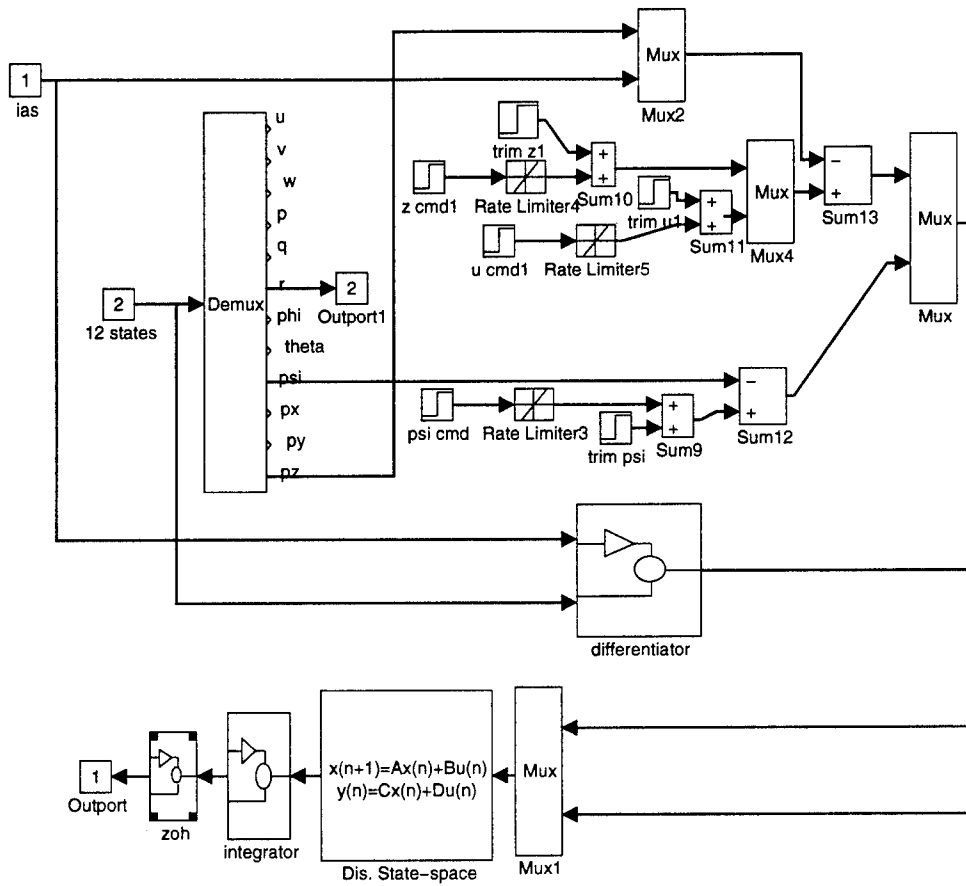 Mux
Mux2
1
ias
u
v
w
p
q
r
phi
theta
psi
px
py
pz
Demux
2
12 states
2
Outport1
trim z1
z cmd1
Rate Limiter4
+
+
Sum10
trim u1
u cmd1
Rate Limiter5
+
+
Sum11
Mux
Mux4
−
+
Sum13
Mux
Mux
psi cmd
Rate Limiter3
trim psi
+
+
Sum9
−
+
Sum12
differentiator
1
Outport
zoh
integrator
x(n+1)=Ax(n)+Bu(n)
y(n)=Cx(n)+Du(n)
Dis. State−space
Mux
Mux1